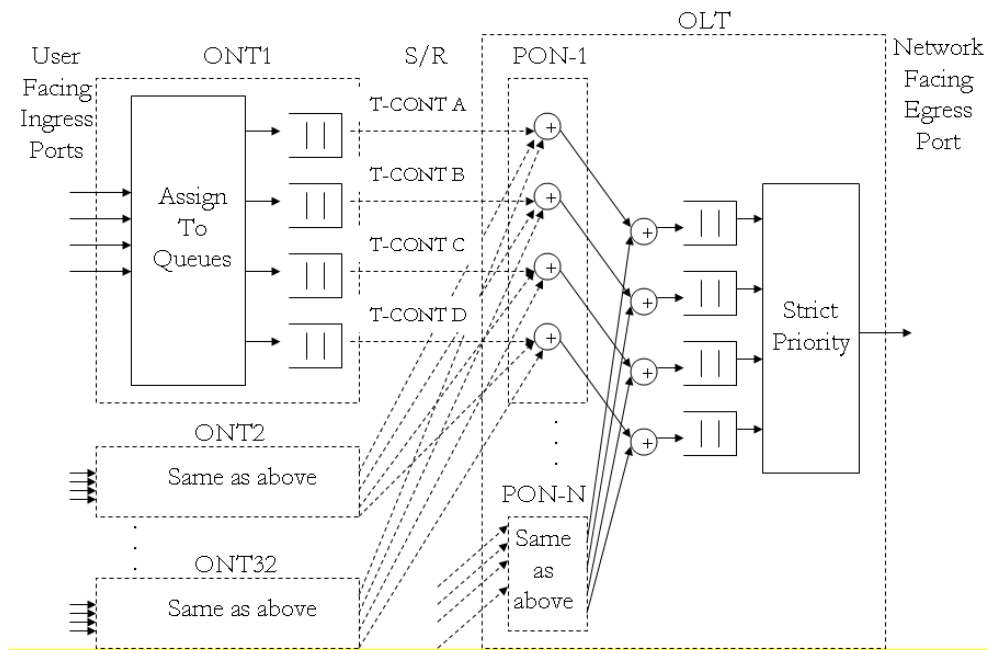 OLT
User
Facing
Ingress
Ports
ONT1
S/R
PON-1
Network
Facing
Egress
Port
T-CONT A
T-CONT B
T-CONT C
T-CONT D
Assign
To
Queues
+
+
+
+
+
+
+
+
Strict
Priority
ONT2
Same as above
PON-N
Same
as
above
ONT32
Same as above